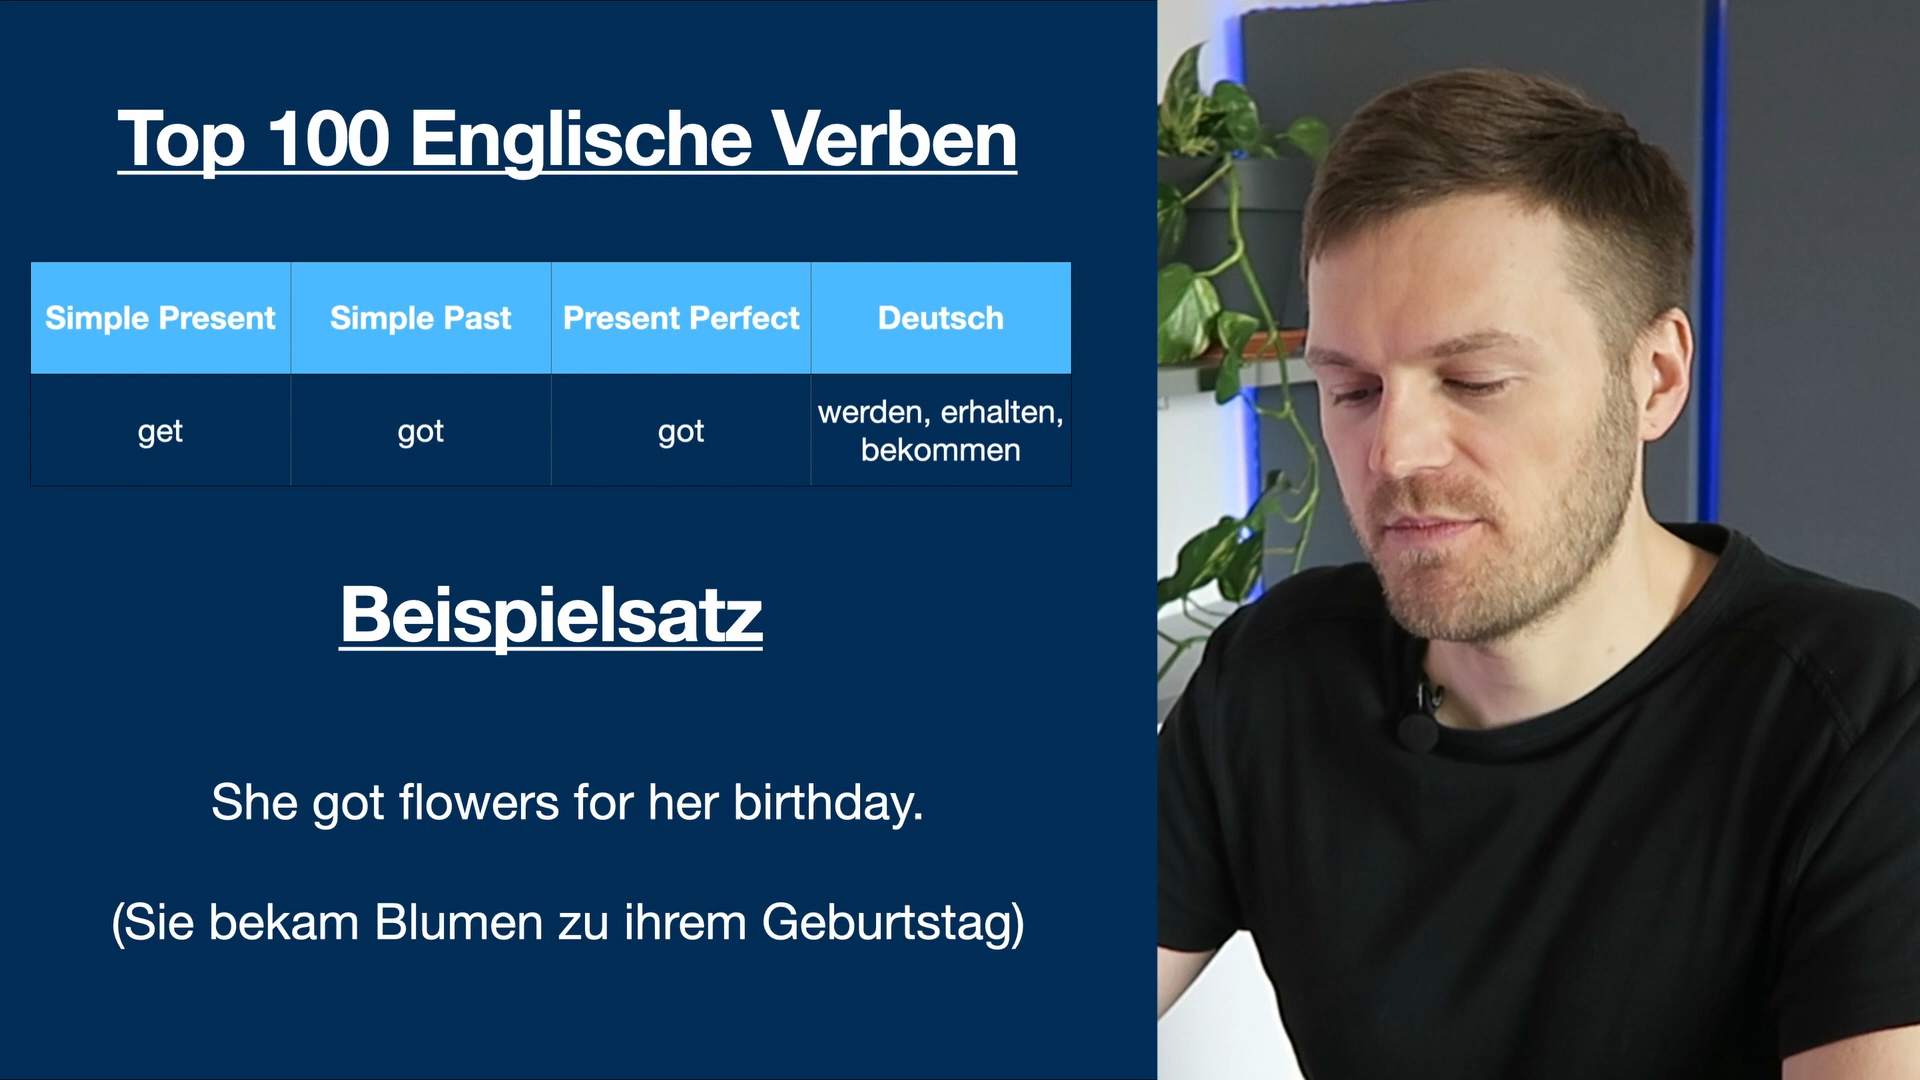 Top 100 Englische Verben
Simple Present Simple Past Present Perfect Deutsch
get got got werden, erhalten,
bekommen
Beispielsatz
She got flowers for her birthday.
(Sie bekam Blumen zu ihrem Geburtstag)